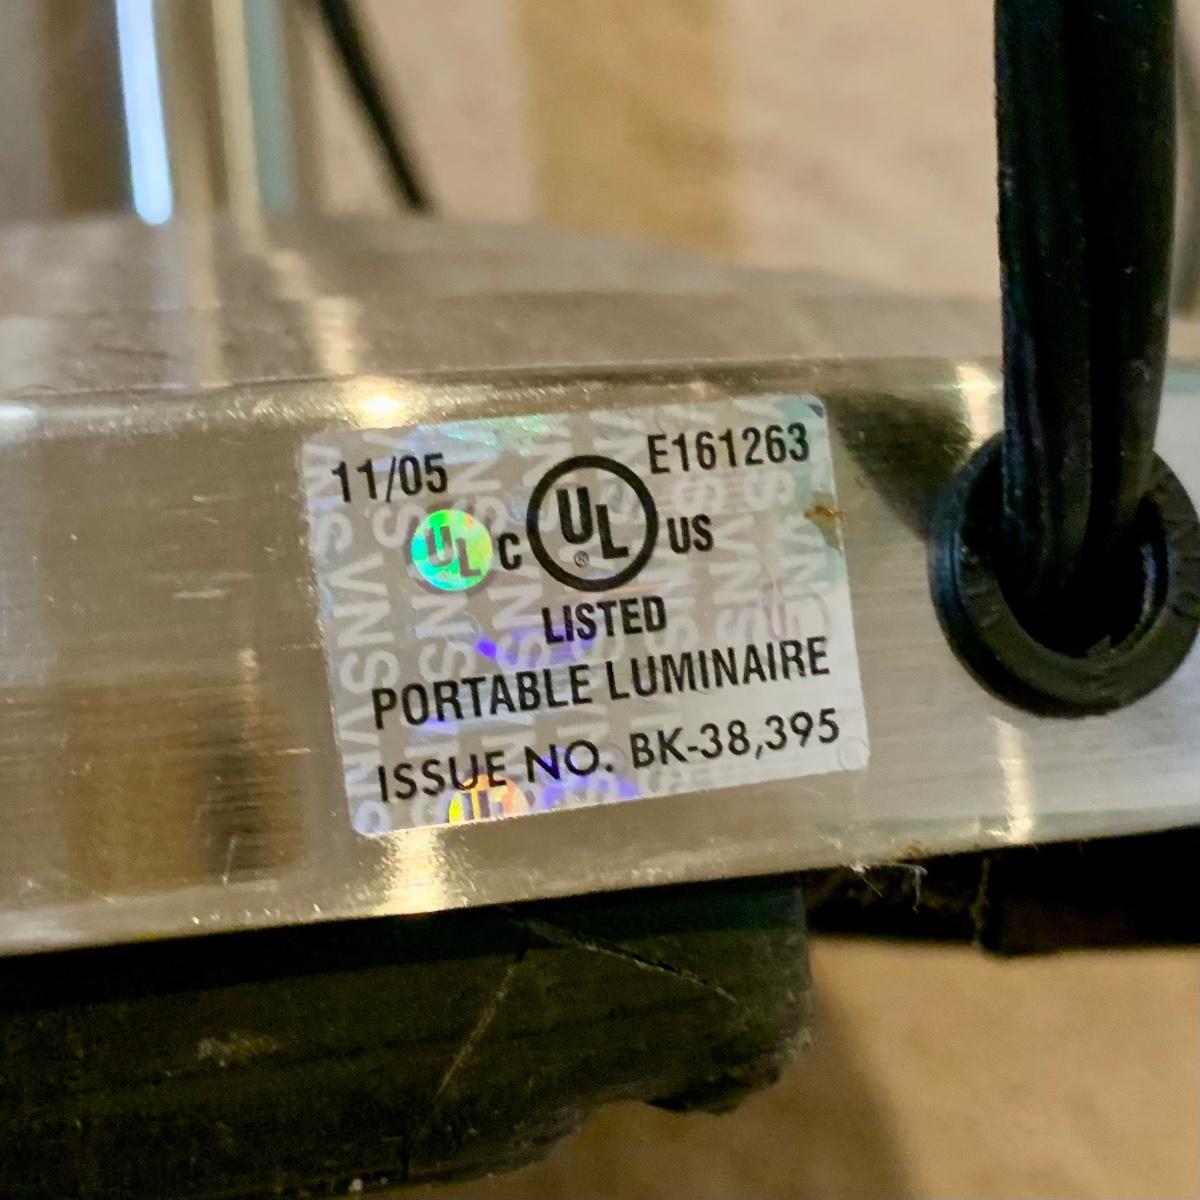 11/05 E161263
UL C UL® US
LISTED
PORTABLE LUMINAIRE
ISSUE NO. BK-38,395